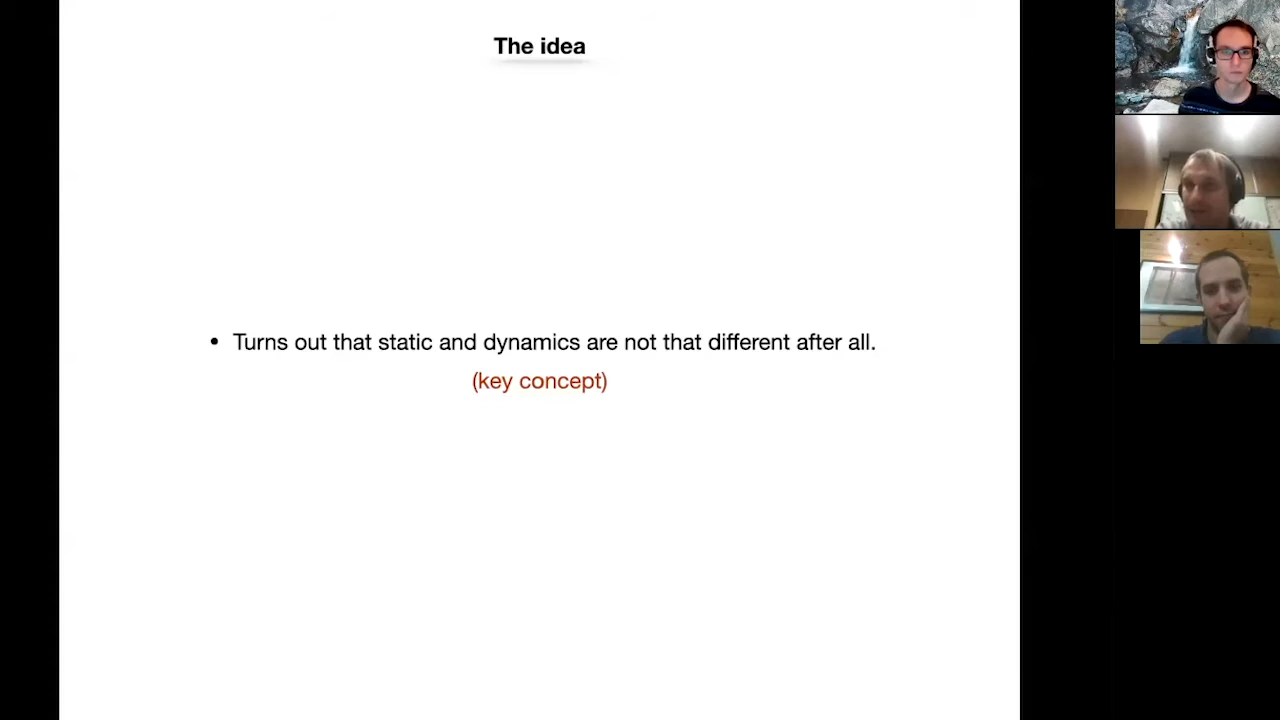 The idea
• Turns out that static and dynamics are not that different after all.
(key concept)